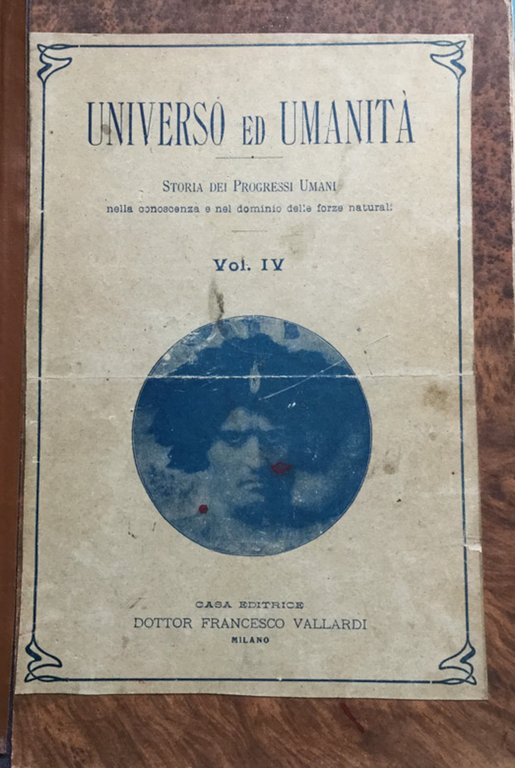 UNIVERSO ED UMANITÀ
STORIA DEI PROGRESSI UMANI
nella conoscenza e nel dominio delle forze naturali
Vol. IV
CASA EDITRICE
DOTTOR FRANCESCO VALLARDI
MILANO